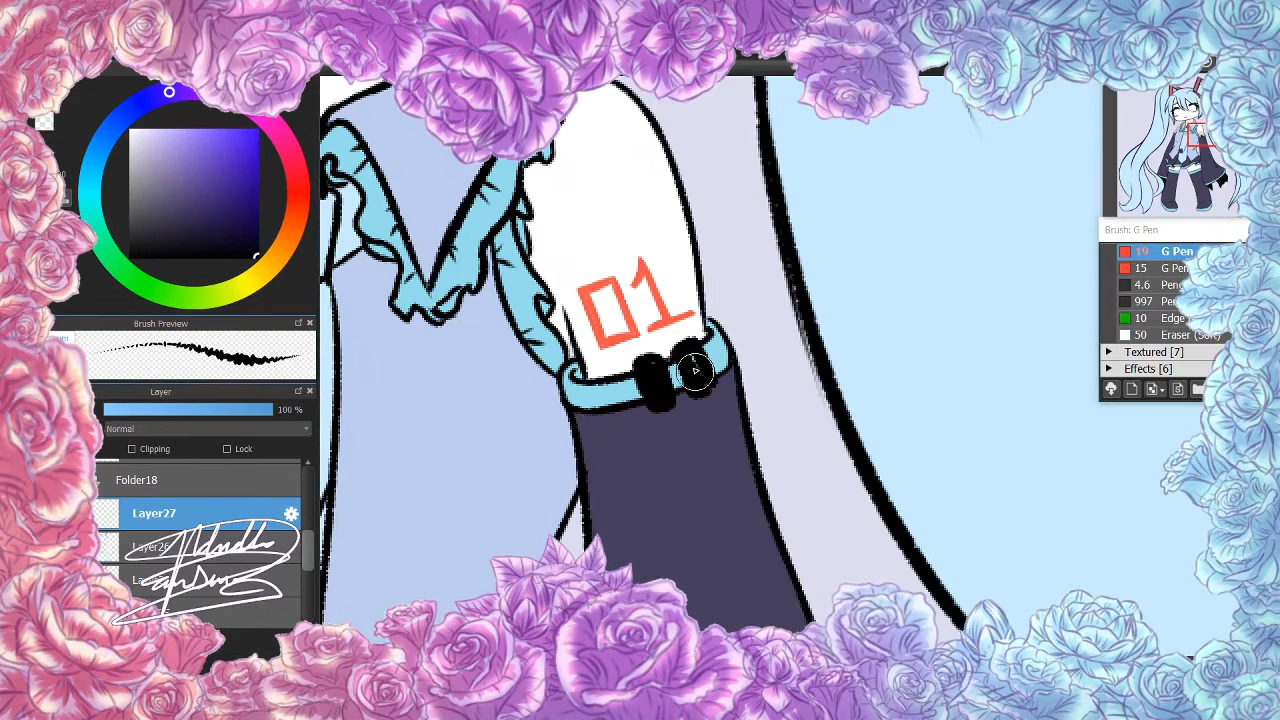 Brush Preview
Layer
100 %
Normal
Clipping
Lock
Folder18
Layer27
01
Brush: G Pen
19 G Pen
15 G Pen
4.6
997
10 Edge
50 Eraser (Soft)
Textured [7]
Effects [6]